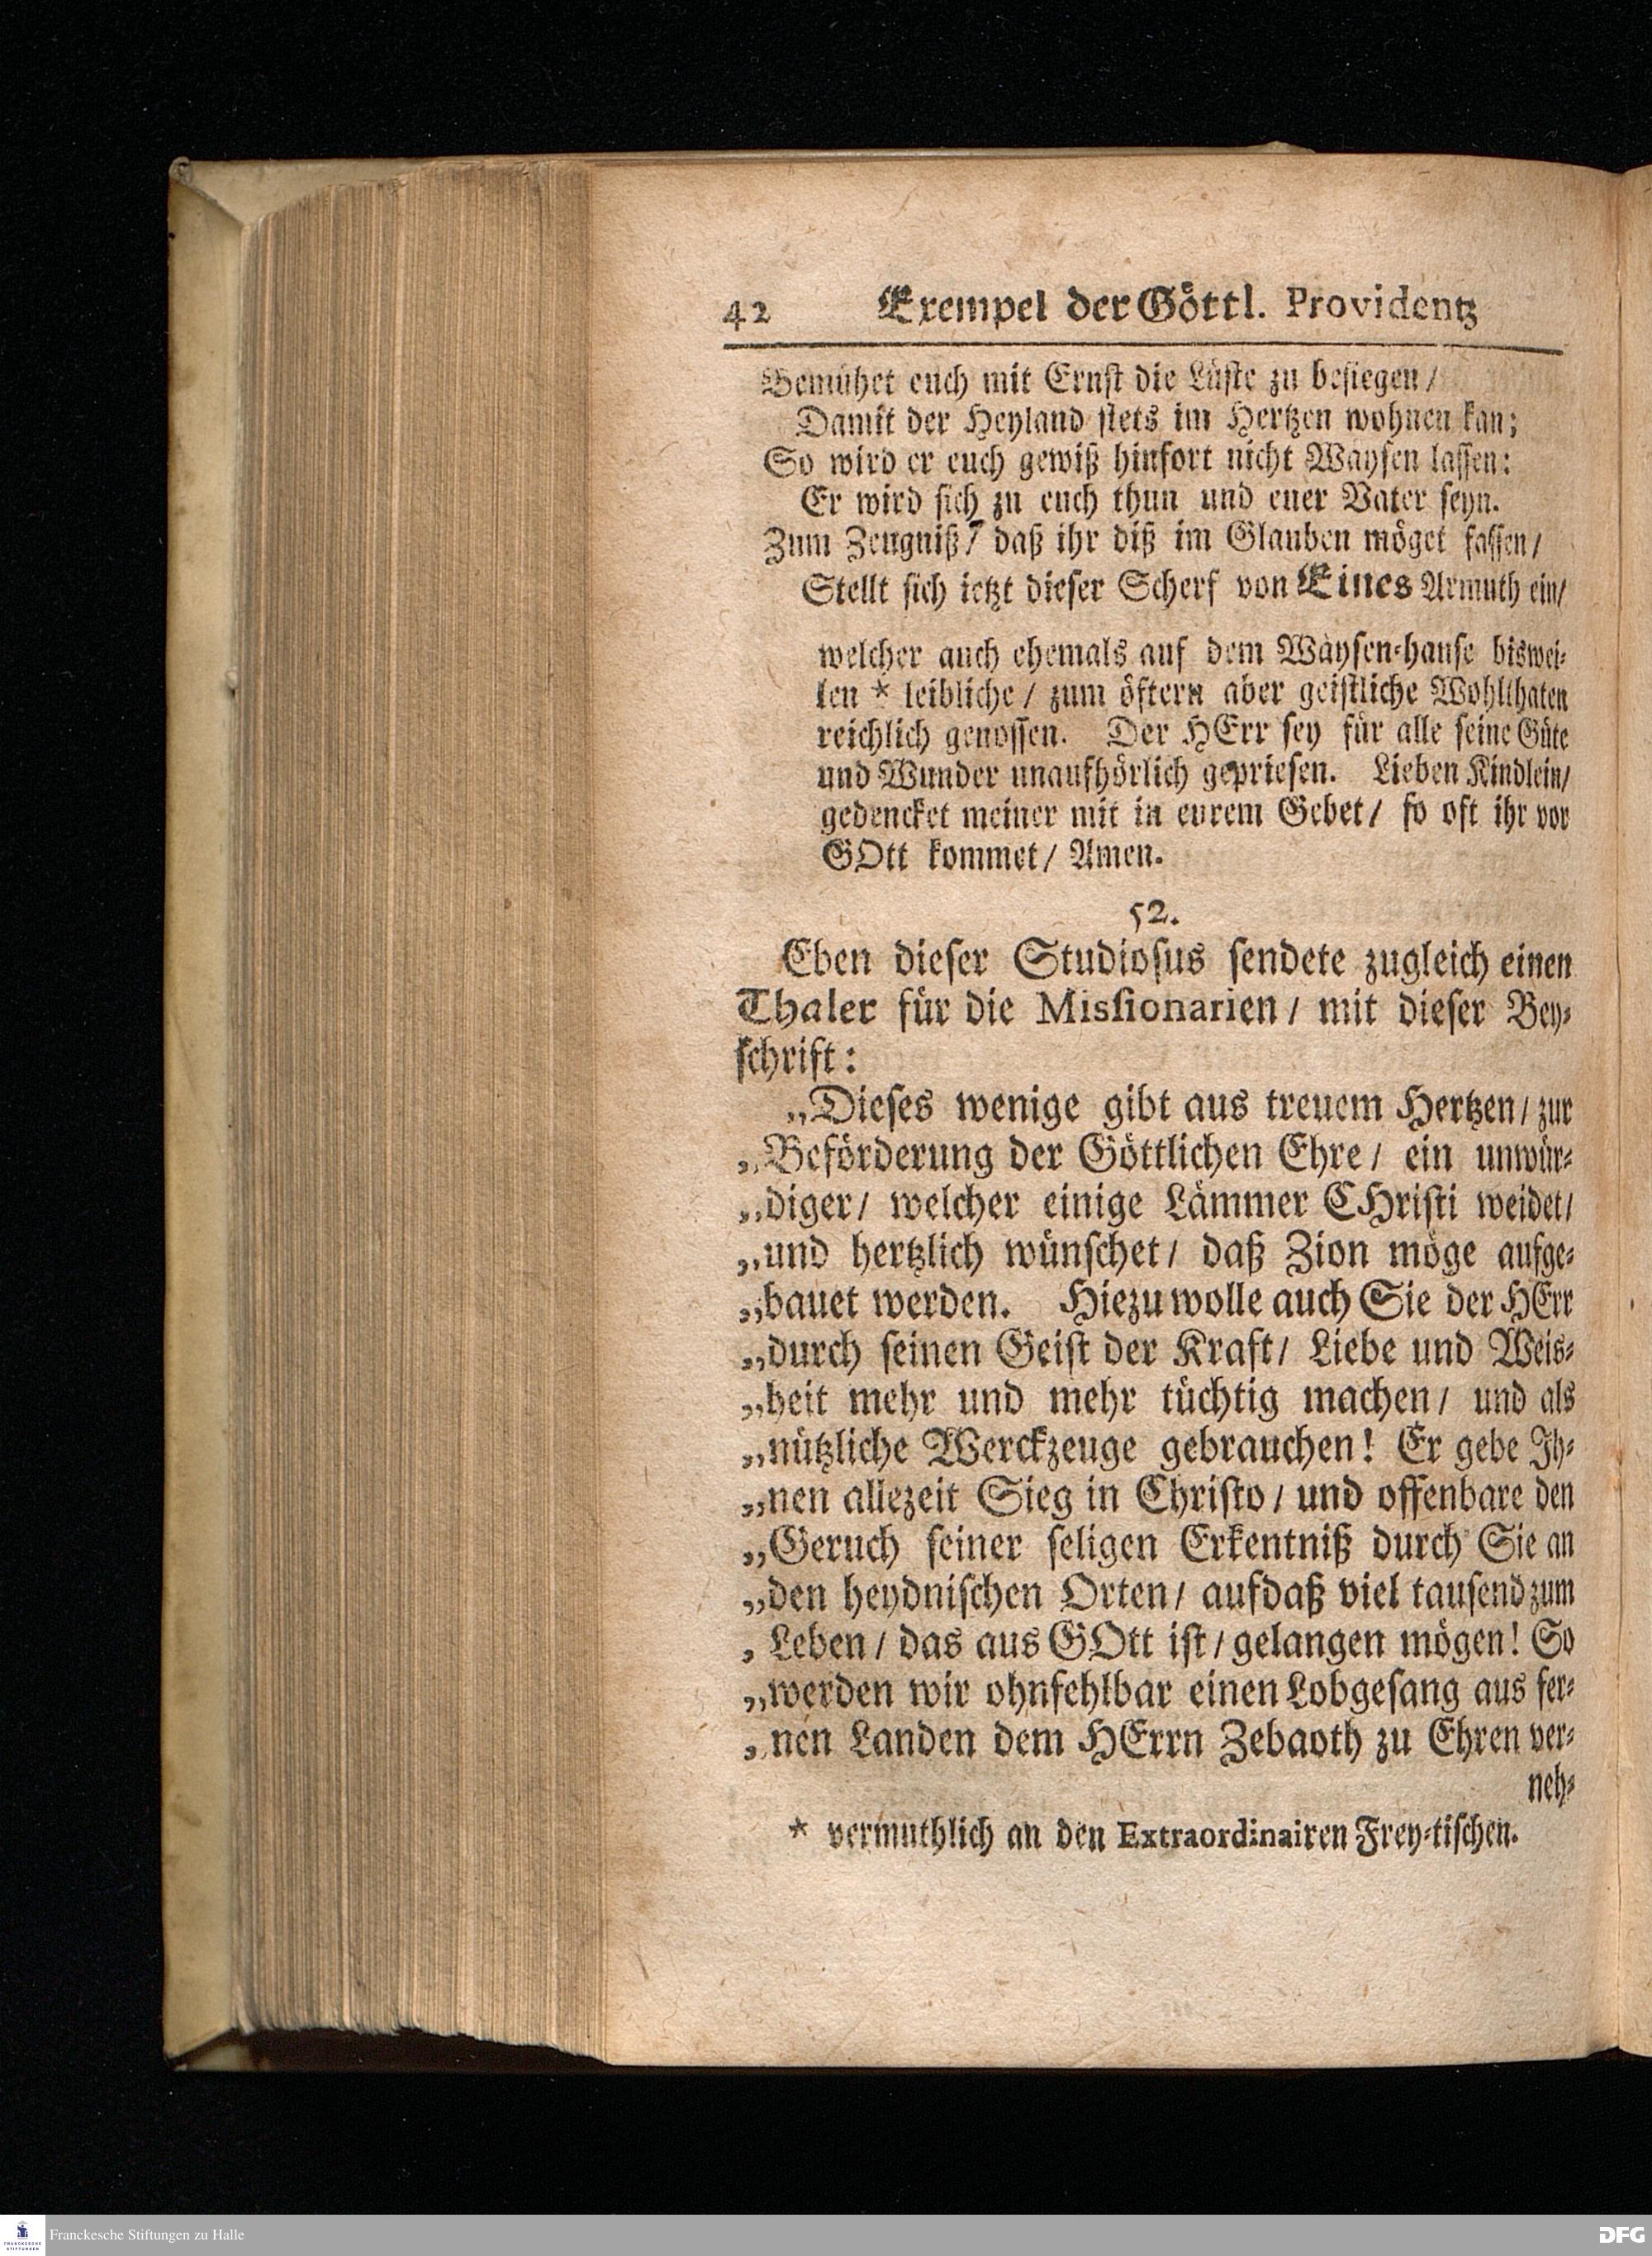 42 Exempel der Göttl. Providentz
Bemühet euch mit Ernst die Lüste zu besiegen /
Damit der Heyland stets im Hertzen wohnen kan;
So wird er euch gewiß hinfort nicht Waysen lassen:
Er wird sich zu euch thun und euer Vater seyn.
Zum Zeugniß / daß ihr diß im Glauben möget fassen /
Stellt sich ietzt dieser Scherf von Eines Armuth ein /
welcher auch ehemals auf dem Waysen-hause biswei-
len * leibliche / zum öftern aber geistliche Wohlthaten
reichlich genossen. Der HErr sey für alle seine Güte
und Wunder unaufhörlich gepriesen. Lieben Kindlein /
gedencket meiner mit in eurem Gebet / so oft ihr vor
GOtt kommet / Amen.
52.
Eben dieser Studiosus sendete zugleich einen
Thaler für die Missionarien / mit dieser Bey-
schrift:
„Dieses wenige gibt aus treuem Hertzen / zur
„Beförderung der Göttlichen Ehre / ein unwür-
„diger / welcher einige Lämmer CHristi weidet /
„und hertzlich wünschet / daß Zion möge aufge-
„bauet werden. Hiezu wolle auch Sie der HErr
„durch seinen Geist der Kraft / Liebe und Weis-
„heit mehr und mehr tüchtig machen / und als
„nützliche Werckzeuge gebrauchen! Er gebe Ih-
„nen allezeit Sieg in Christo / und offenbare den
„Geruch seiner seligen Erkentniß durch Sie an
„den heydnischen Orten / aufdaß viel tausend zum
„Leben / das aus GOtt ist / gelangen mögen! So
„werden wir ohnfehlbar einen Lobgesang aus fer-
„nen Landen dem HErrn Zebaoth zu Ehren ver-
neh-
* vermuthlich an den Extraordinairen Frey-tischen.
Franckesche Stiftungen zu Halle
FRANCKESCHE
STIFTUNGEN
DFG